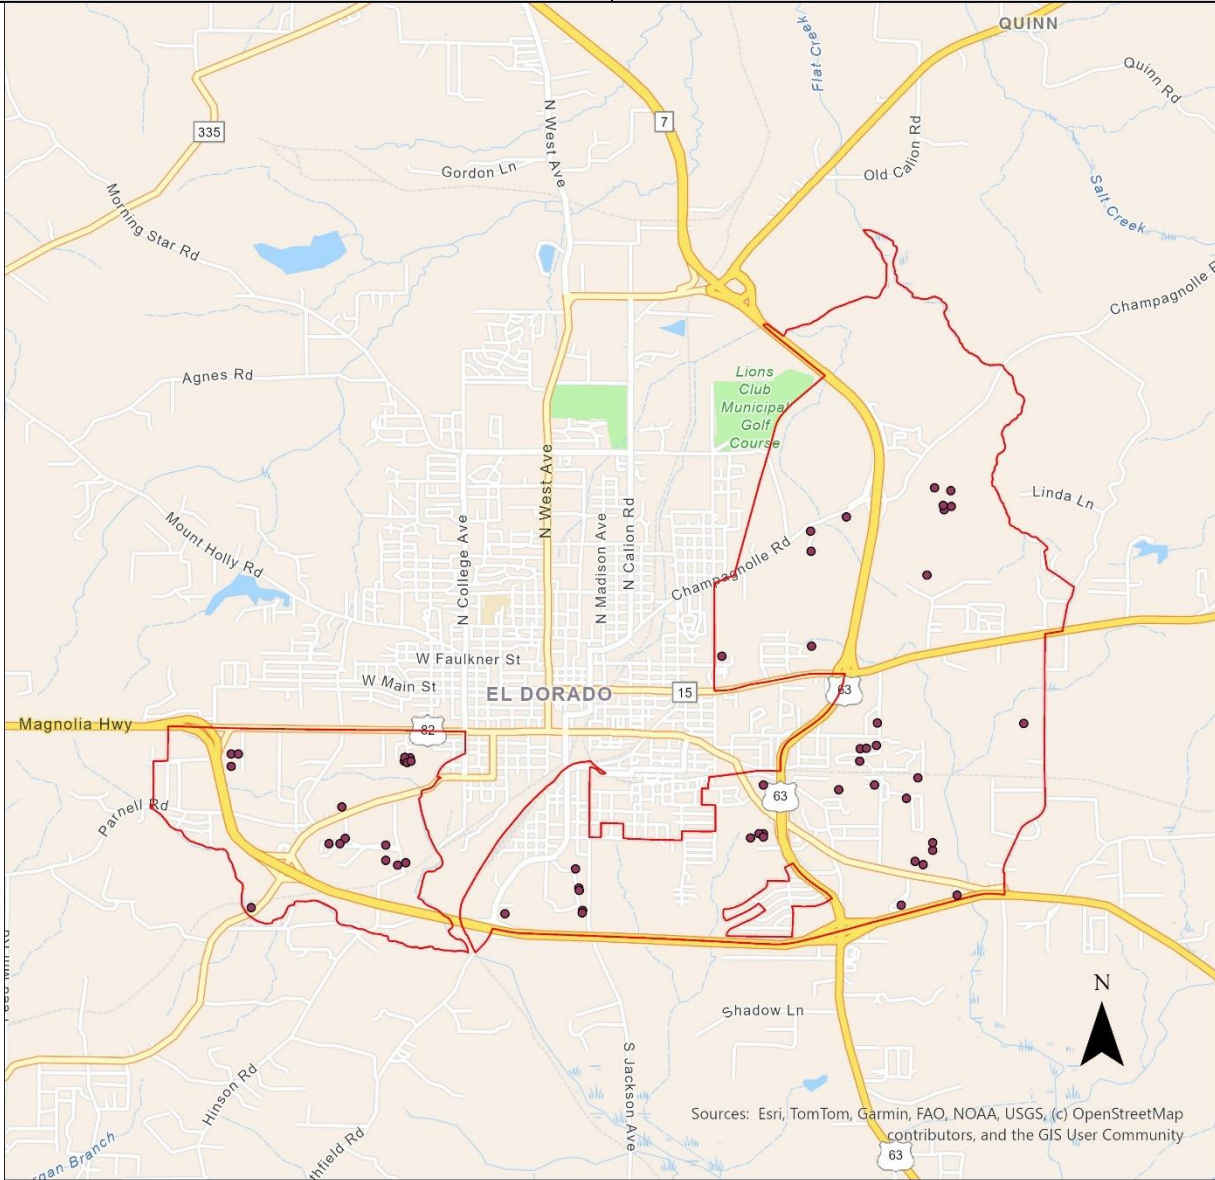 QUINN
Flat Creek
Quinn Rd
7
335
N West Ave
Old Calion Rd
Gordon Ln
Salt Creek
Morning Star Rd
Champagnolle
Agnes Rd
Lions
Club
Municipal
Golf
Course
N West Ave
Linda Ln
Mount Holly Rd
N College Ave
N Madison Ave
N Calion Rd
Champagnolle Rd
W Faulkner St
W Main St
EL DORADO
15
63
Magnolia Hwy
82
63
Parnell Rd
N
Shadow Ln
S Jackson Ave
Hinson Rd
Sources: Esri, TomTom, Garmin, FAO, NOAA, USGS, (c) OpenStreetMap
contributors, and the GIS User Community
thfield Rd
gan Branch
63